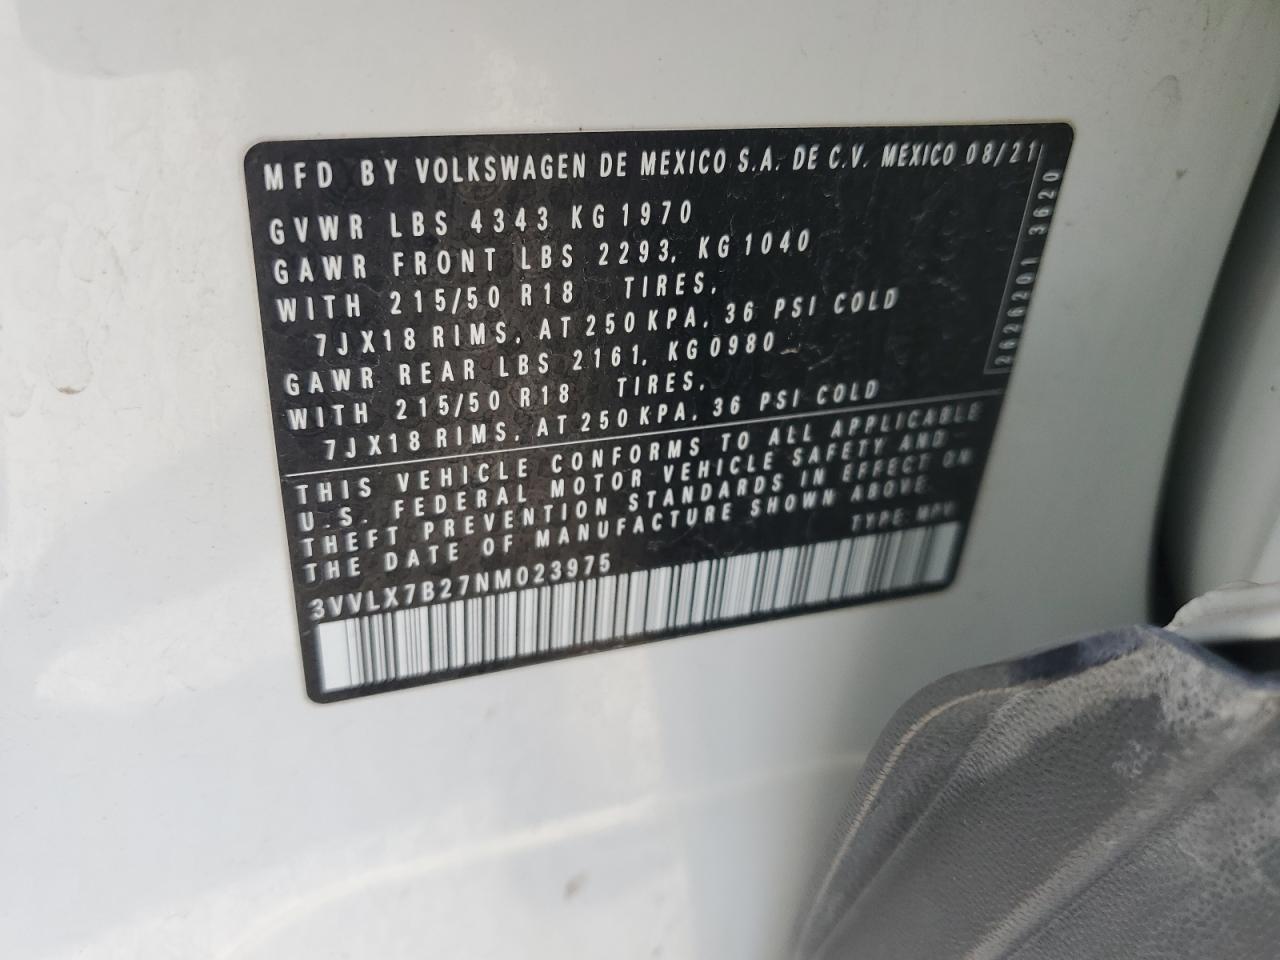 MFD BY VOLKSWAGEN DE MEXICO S.A. DE C.V. MEXICO 08/21
GVWR LBS 4343 KG 1970
GAWR FRONT LBS 2293, KG 1040
WITH 215/50 R18 TIRES,
7JX18 RIMS, AT 250 KPA, 36 PSI COLD
GAWR REAR LBS 2161, KG 0980
WITH 215/50 R18 TIRES,
7JX18 RIMS, AT 250 KPA, 36 PSI COLD
2626201 3620
THIS VEHICLE CONFORMS TO ALL APPLICABLE
U.S. FEDERAL MOTOR VEHICLE SAFETY AND
THEFT PREVENTION STANDARDS IN EFFECT ON
THE DATE OF MANUFACTURE SHOWN ABOVE.
TYPE: MPV
3VVLX7B27NM023975